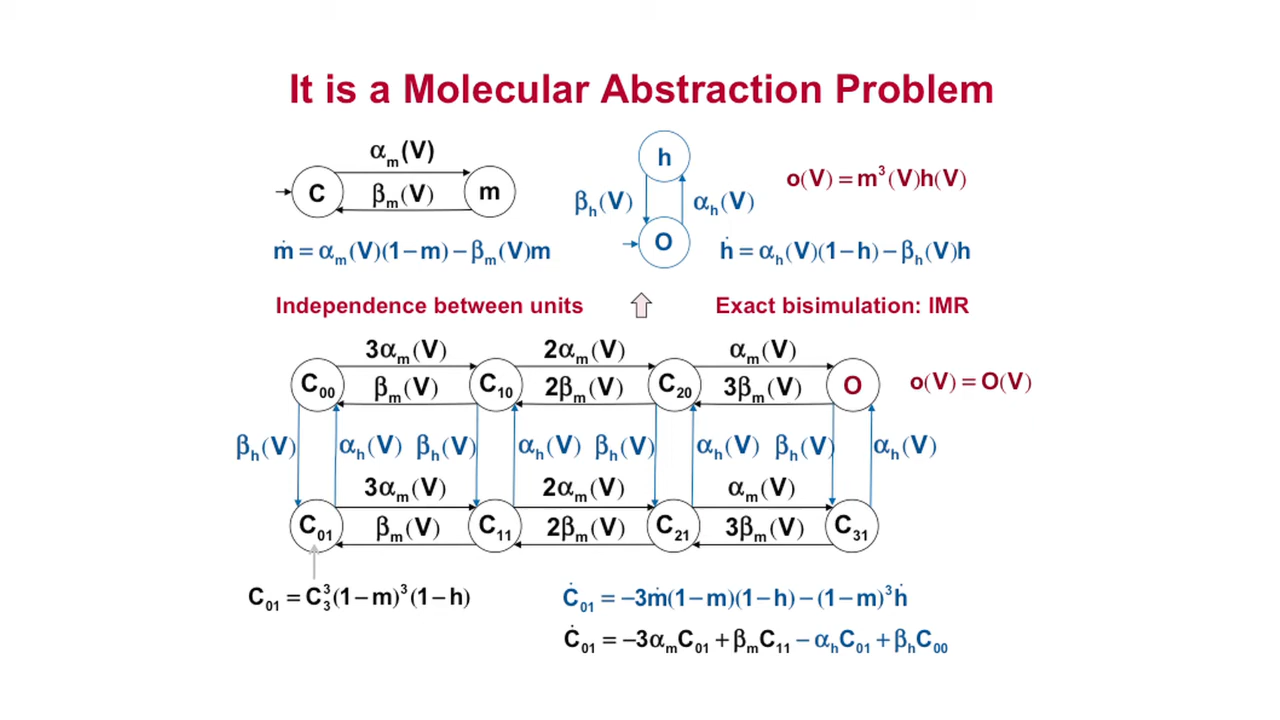 It is a Molecular Abstraction Problem
αₘ(V)
C βₘ(V) m
h
βₕ(V) αₕ(V)
O
o(V) = m³(V)h(V)
ṁ = αₘ(V)(1−m) − βₘ(V)m
ḣ = αₕ(V)(1−h) − βₕ(V)h
Independence between units
Exact bisimulation: IMR
3αₘ(V) 2αₘ(V) αₘ(V)
C₀₀ βₘ(V) C₁₀ 2βₘ(V) C₂₀ 3βₘ(V) O
o(V) = O(V)
βₕ(V) αₕ(V) βₕ(V) αₕ(V) βₕ(V) αₕ(V) βₕ(V) αₕ(V)
3αₘ(V) 2αₘ(V) αₘ(V)
C₀₁ βₘ(V) C₁₁ 2βₘ(V) C₂₁ 3βₘ(V) C₃₁
C₀₁ = C₃³(1−m)³(1−h)
Ċ₀₁ = −3ṁ(1−m)(1−h) − (1−m)³ḣ
Ċ₀₁ = −3αₘC₀₁ + βₘC₁₁ − αₕC₀₁ + βₕC₀₀